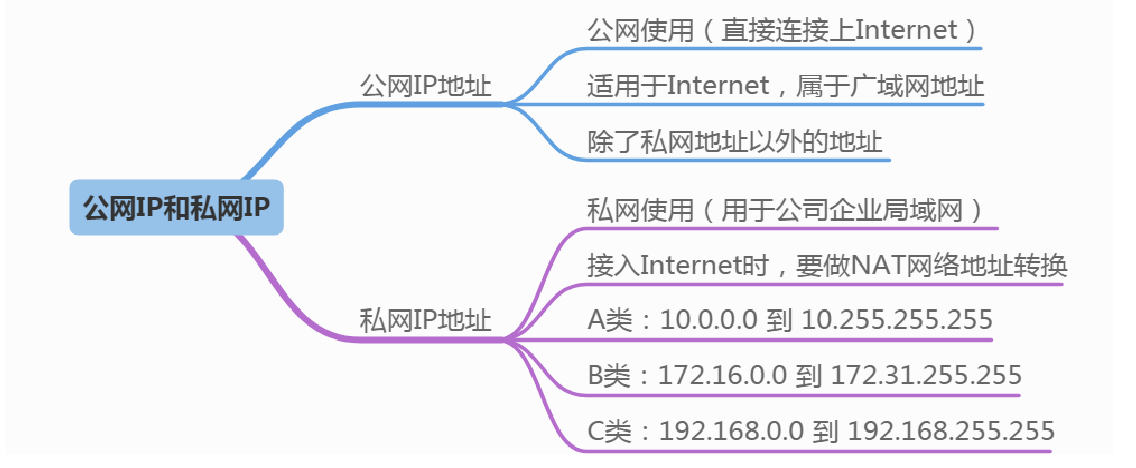 公网IP和私网IP
公网IP地址
公网使用（直接连接上Internet）
适用于Internet，属于广域网地址
除了私网地址以外的地址
私网IP地址
私网使用（用于公司企业局域网）
接入Internet时，要做NAT网络地址转换
A类：10.0.0.0 到 10.255.255.255
B类：172.16.0.0 到 172.31.255.255
C类：192.168.0.0 到 192.168.255.255